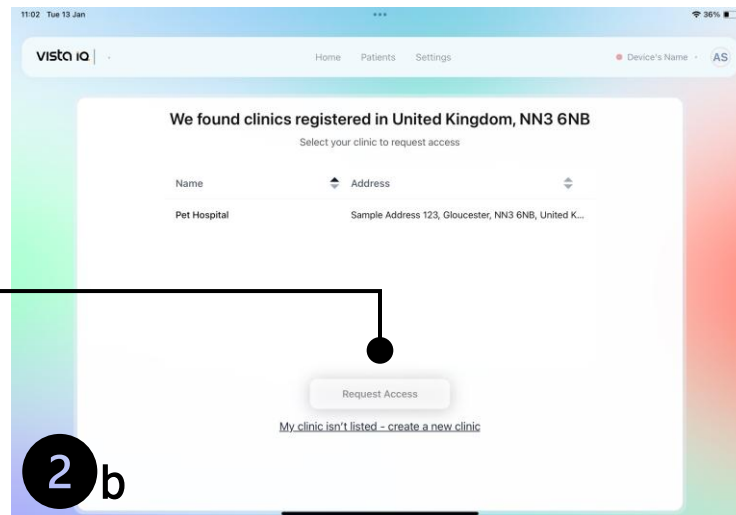 11:02 Tue 13 Jan
36%
vista iq
Home Patients Settings
Device's Name
AS
We found clinics registered in United Kingdom, NN3 6NB
Select your clinic to request access
Name Address
Pet Hospital Sample Address 123, Gloucester, NN3 6NB, United K...
Request Access
My clinic isn't listed - create a new clinic
2 b